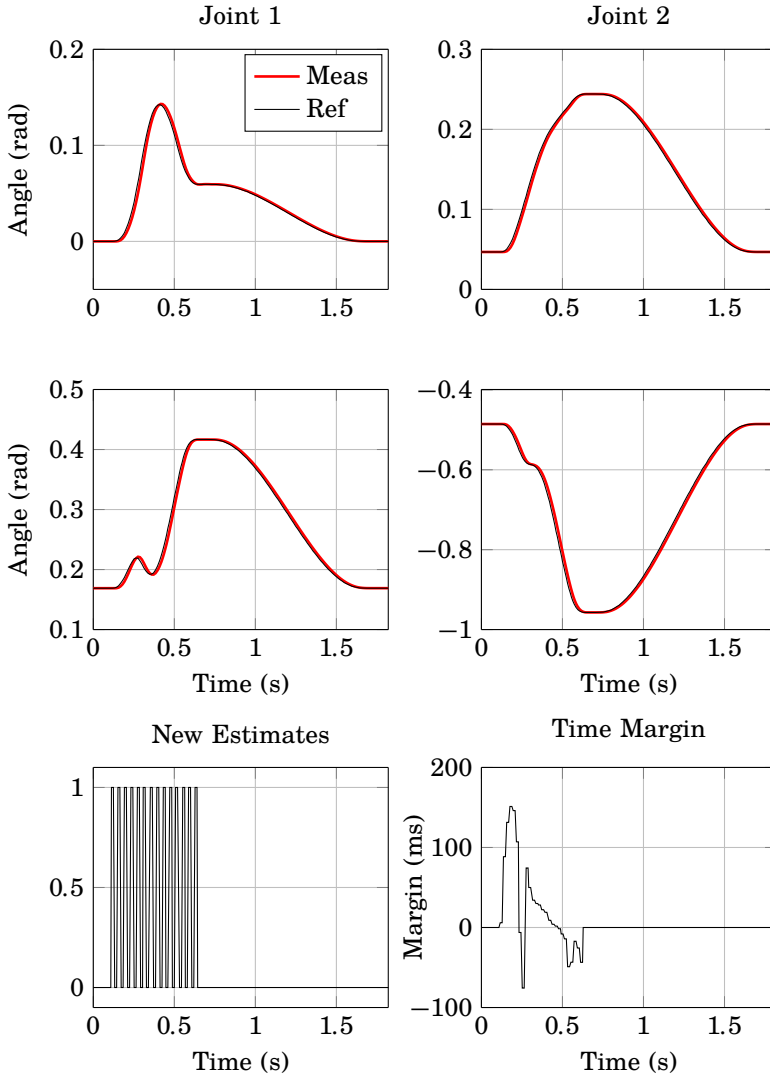 Joint 1
Joint 2
0.2
0.1
0
Angle (rad)
Meas
Ref
0 0.5 1 1.5
0.3
0.2
0.1
0
Angle (rad)
0 0.5 1 1.5
0.5
0.4
0.3
0.2
0.1
Angle (rad)
0 0.5 1 1.5
Time (s)
−0.4
−0.6
−0.8
−1
0 0.5 1 1.5
Time (s)
New Estimates
1
0.5
0
0 0.5 1 1.5
Time (s)
Time Margin
200
100
0
−100
Margin (ms)
0 0.5 1 1.5
Time (s)